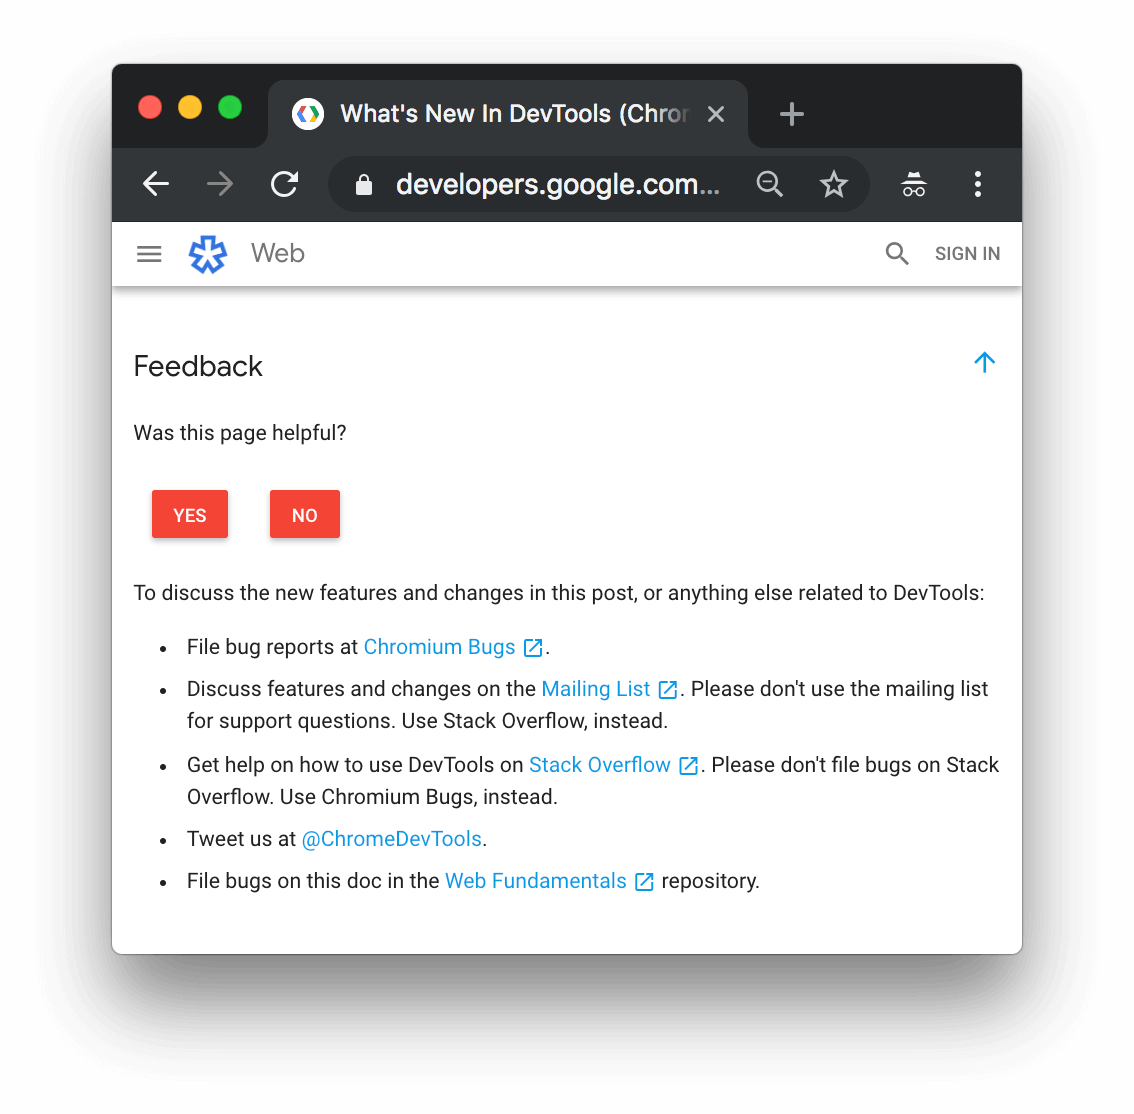 What's New In DevTools (Chror
developers.google.com...
Web
SIGN IN
Feedback
Was this page helpful?
YES
NO
To discuss the new features and changes in this post, or anything else related to DevTools:
• File bug reports at Chromium Bugs.
• Discuss features and changes on the Mailing List. Please don't use the mailing list
for support questions. Use Stack Overflow, instead.
• Get help on how to use DevTools on Stack Overflow. Please don't file bugs on Stack
Overflow. Use Chromium Bugs, instead.
• Tweet us at @ChromeDevTools.
• File bugs on this doc in the Web Fundamentals repository.